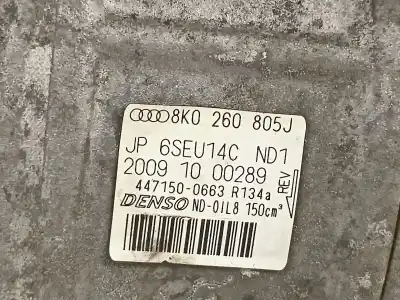 8K0 260 805J
JP 6SEU14C ND1
2009 10 00289
447150-0663 R134a
DENSO ND-OIL8 150cm³
REV